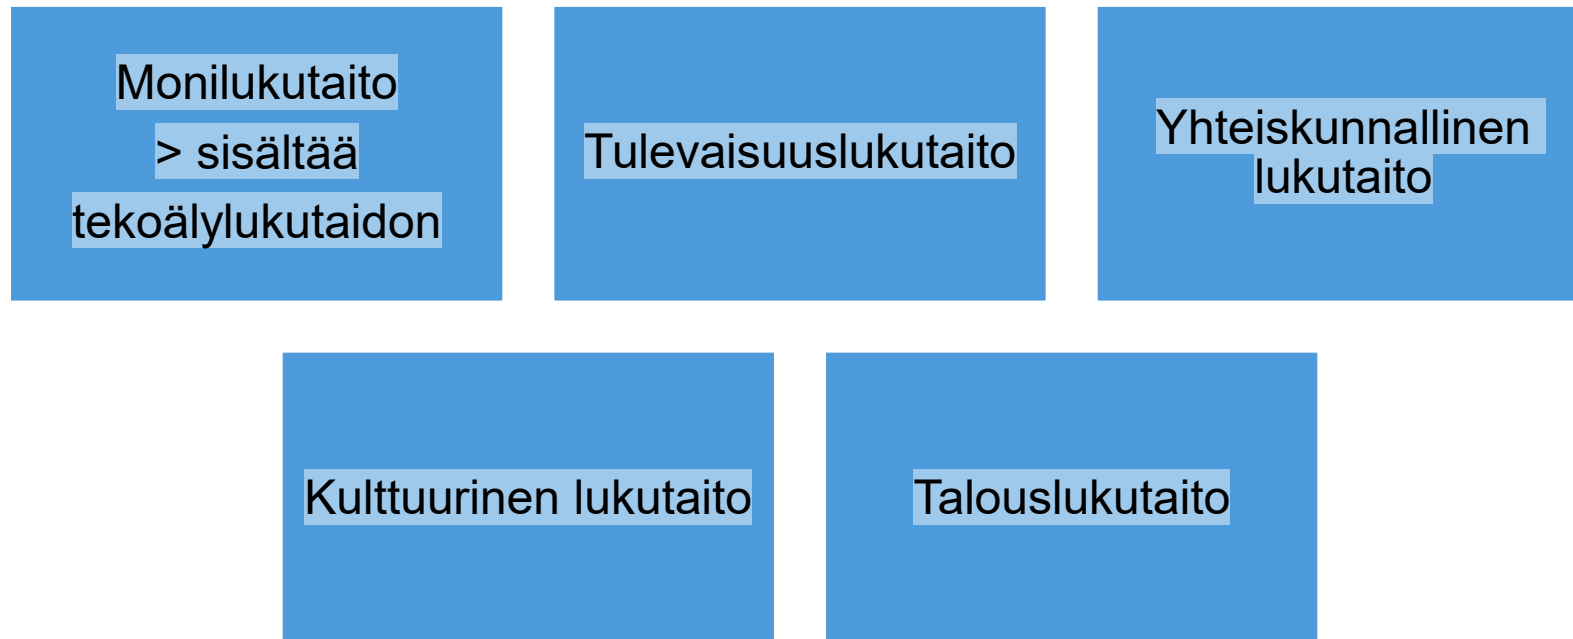 Monilukutaito
> sisältää
tekoälylukutaidon
Tulevaisuuslukutaito
Yhteiskunnallinen
lukutaito
Kulttuurinen lukutaito
Talouslukutaito